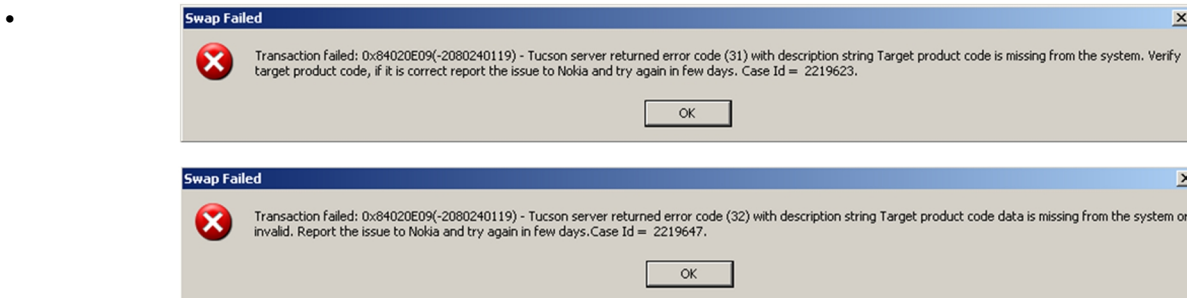 Swap Failed
Transaction failed: 0x84020E09(-2080240119) - Tucson server returned error code (31) with description string Target product code is missing from the system. Verify
target product code, if it is correct report the issue to Nokia and try again in few days. Case Id = 2219623.
OK
Swap Failed
Transaction failed: 0x84020E09(-2080240119) - Tucson server returned error code (32) with description string Target product code data is missing from the system or
invalid. Report the issue to Nokia and try again in few days.Case Id = 2219647.
OK